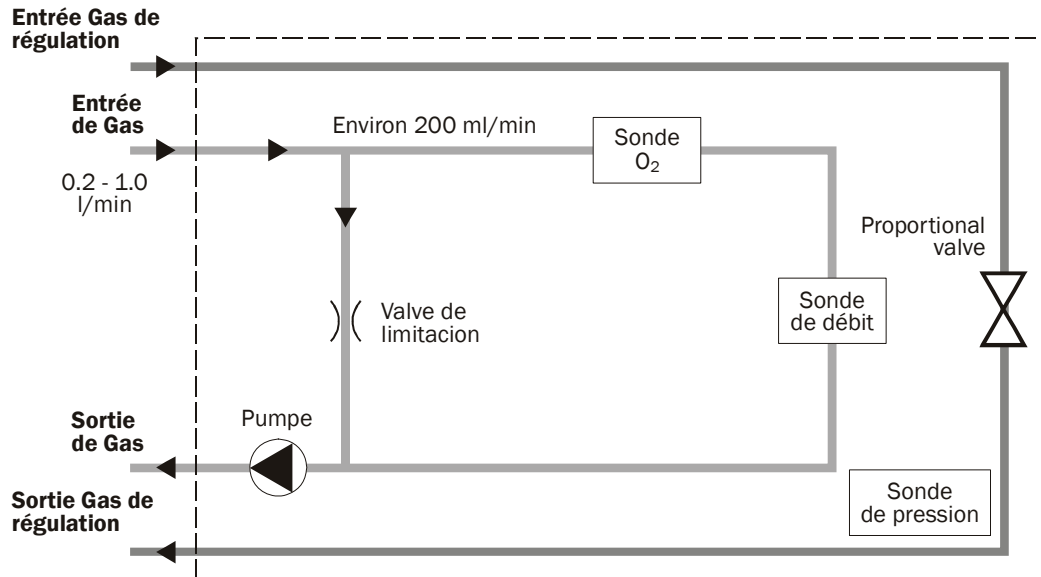 Entrée Gas de
régulation
Entrée
de Gas
0.2 - 1.0
l/min
Environ 200 ml/min
Sonde
O₂
Proportional
valve
Sonde
de débit
Valve de
limitacion
Sortie
de Gas
Pumpe
Sortie Gas de
régulation
Sonde
de pression